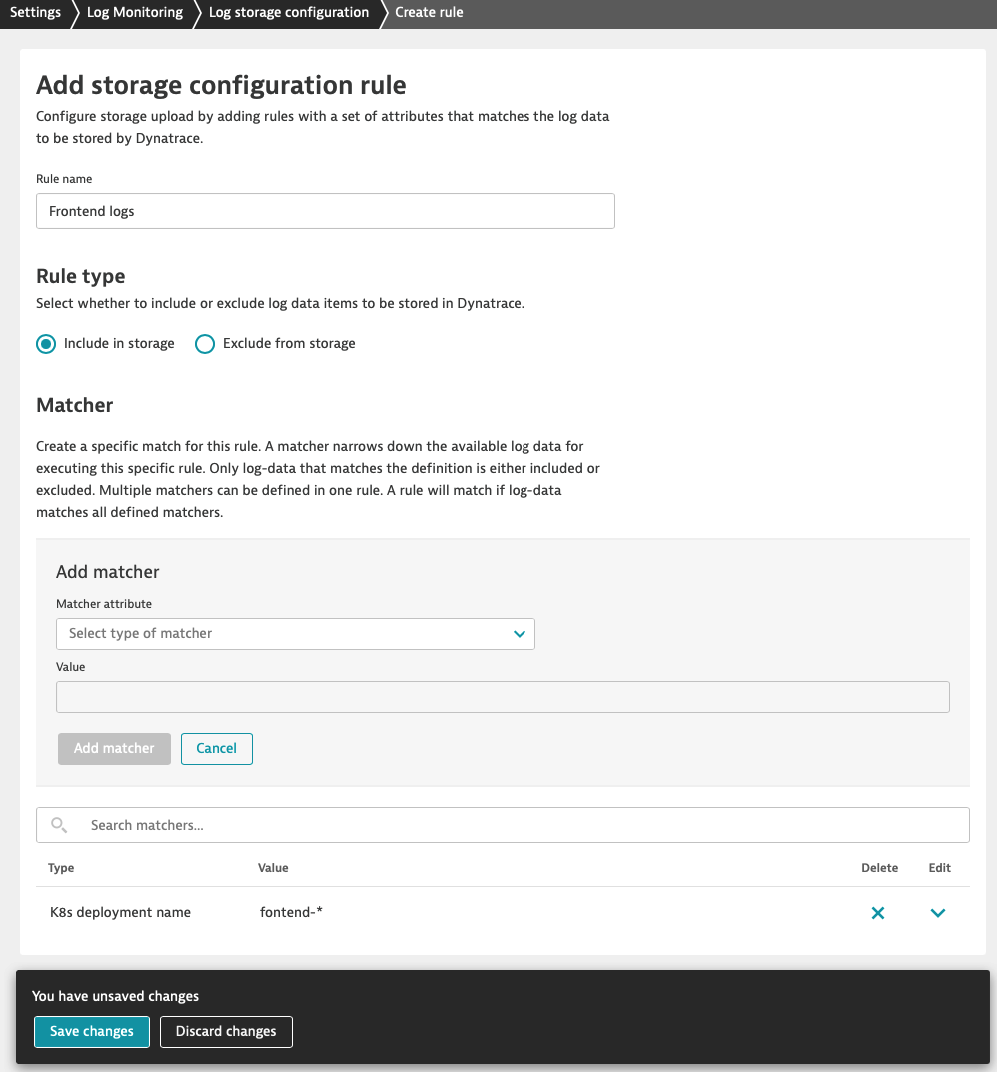 Settings
Log Monitoring
Log storage configuration
Create rule
Add storage configuration rule
Configure storage upload by adding rules with a set of attributes that matches the log data
to be stored by Dynatrace.
Rule name
Frontend logs
Rule type
Select whether to include or exclude log data items to be stored in Dynatrace.
Include in storage
Exclude from storage
Matcher
Create a specific match for this rule. A matcher narrows down the available log data for
executing this specific rule. Only log-data that matches the definition is either included or
excluded. Multiple matchers can be defined in one rule. A rule will match if log-data
matches all defined matchers.
Add matcher
Matcher attribute
Select type of matcher
Value
Add matcher
Cancel
Search matchers...
Type Value Delete Edit
K8s deployment name fontend-*
You have unsaved changes
Save changes
Discard changes